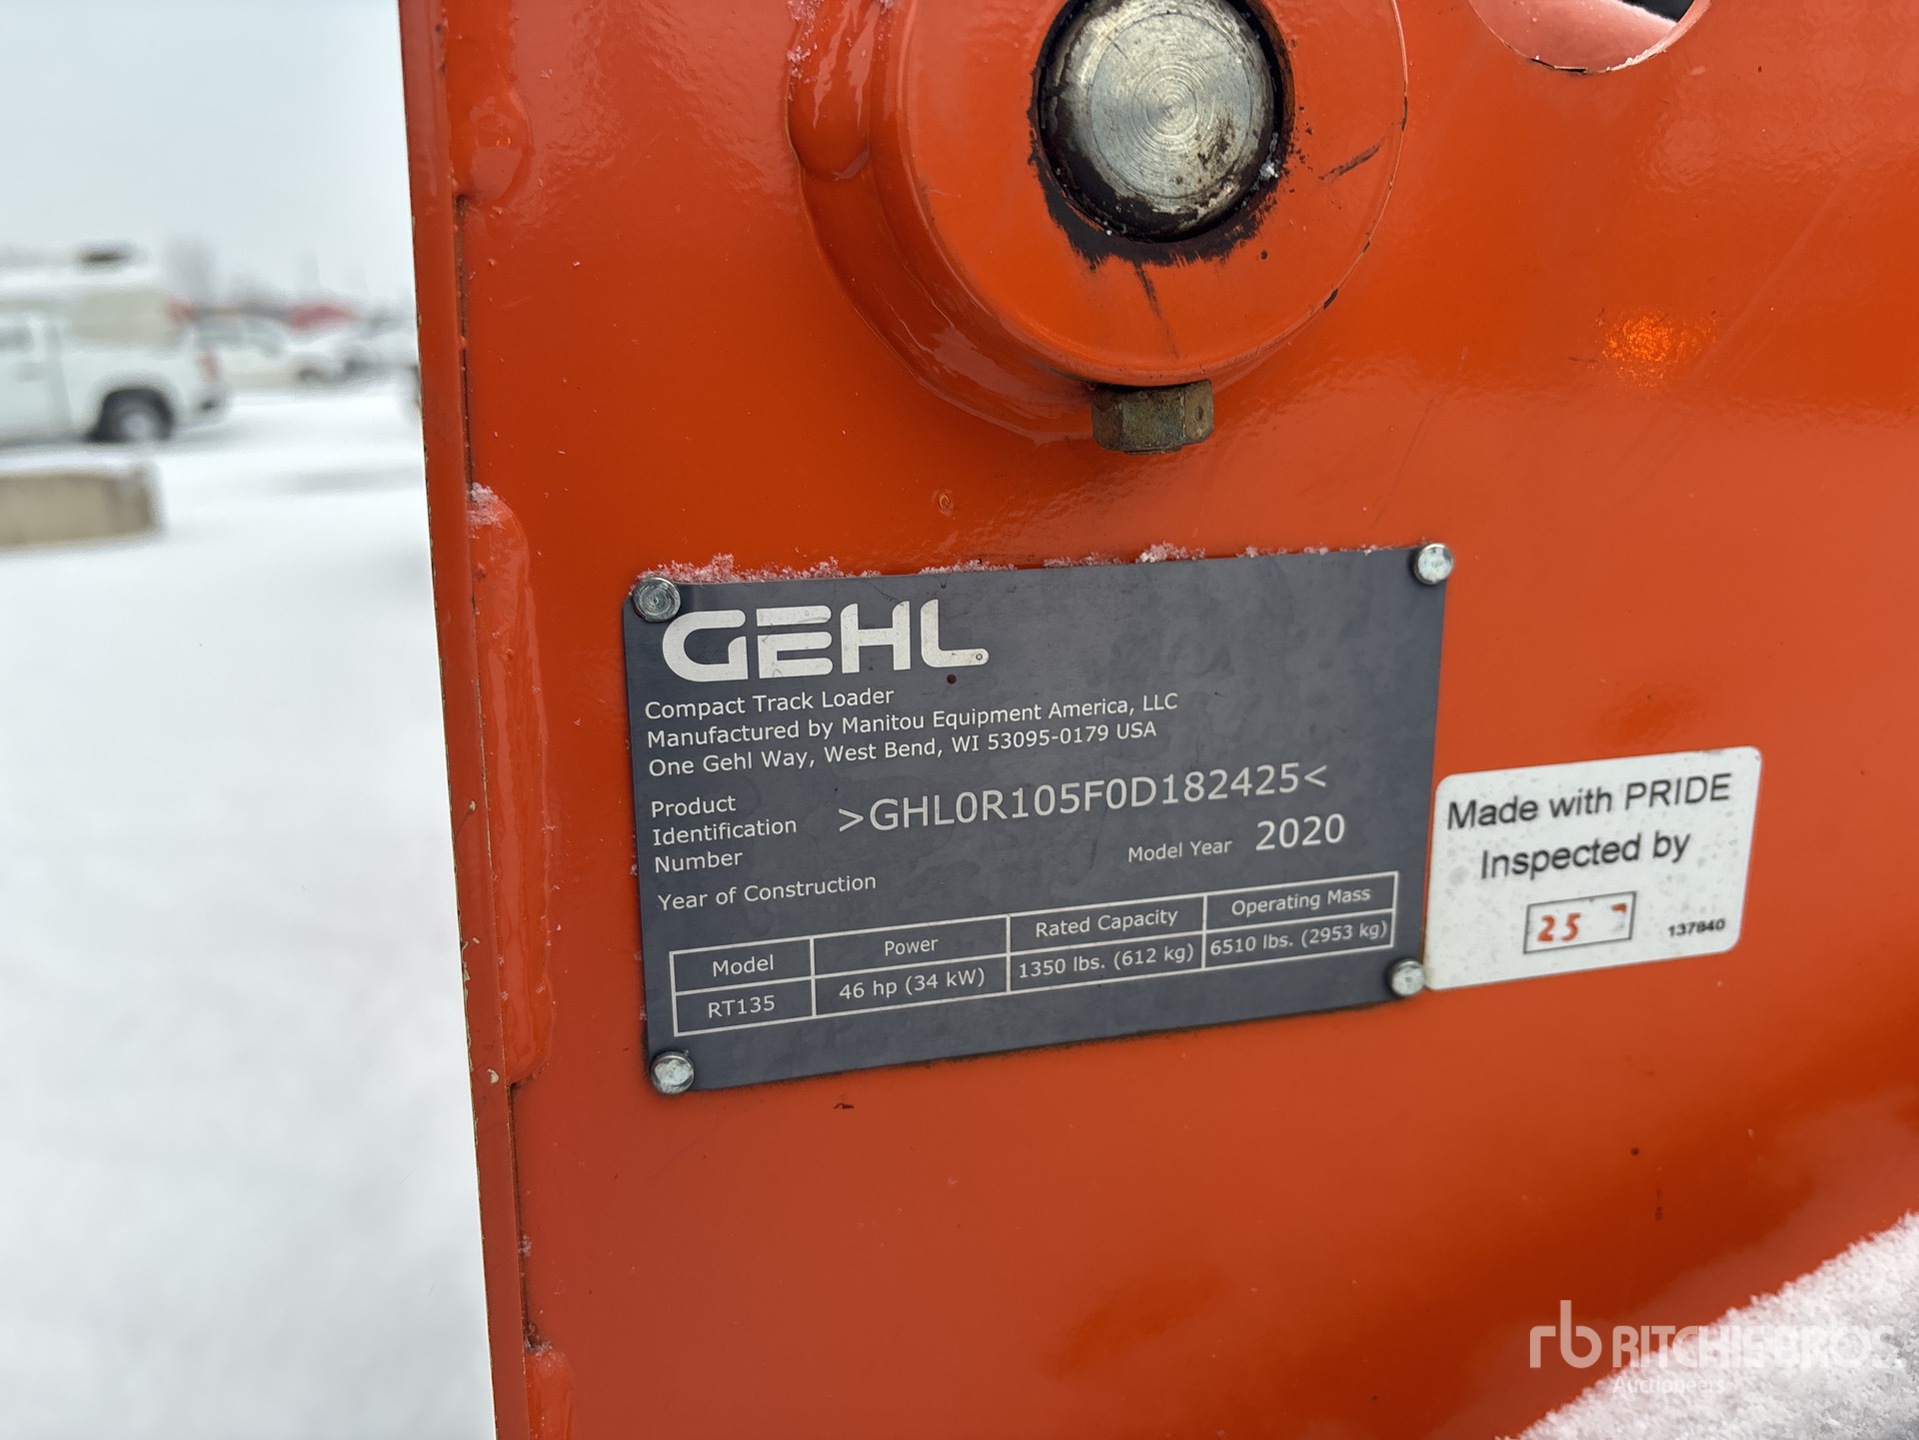 GEHL
Compact Track Loader
Manufactured by Manitou Equipment America, LLC
One Gehl Way, West Bend, WI 53095-0179 USA
Product
Identification
Number
>GHL0R105F0D182425<
Model Year 2020
Year of Construction
Model Power Rated Capacity Operating Mass
RT135 46 hp (34 kW) 1350 lbs. (612 kg) 6510 lbs. (2953 kg)
Made with PRIDE
Inspected by
25
137840
rb RITCHIE BROS.
Auctioneers